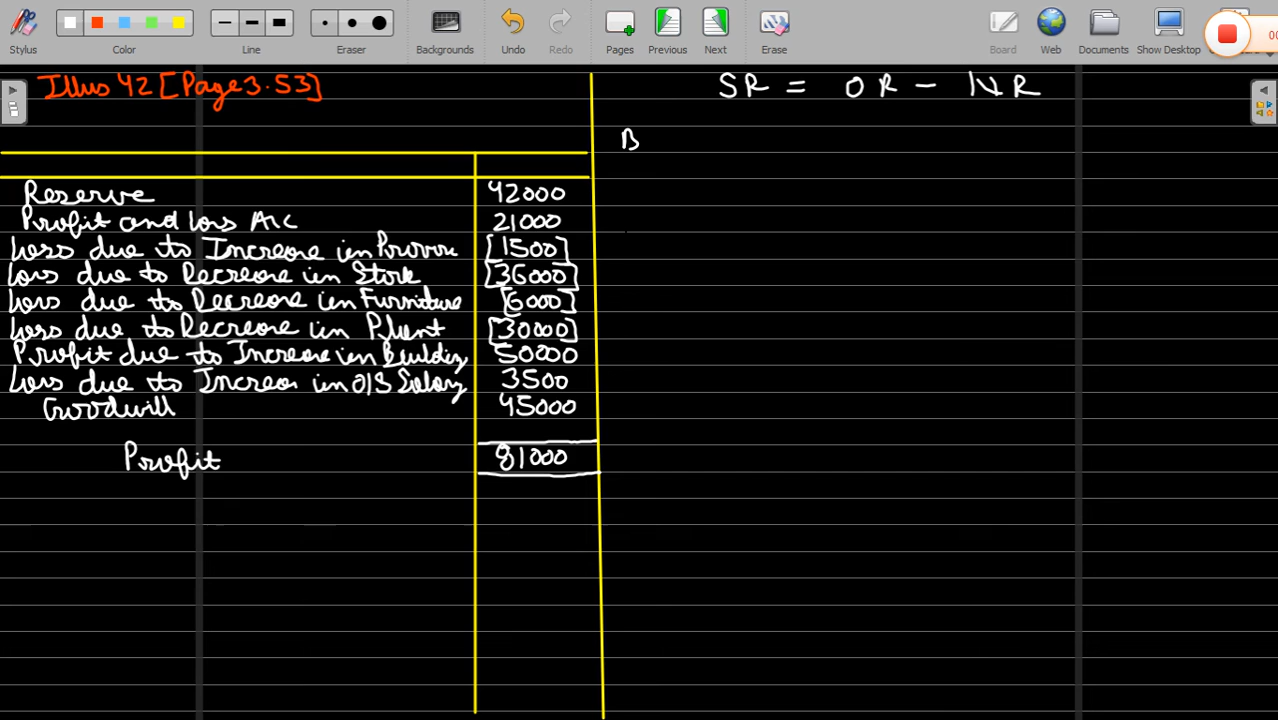 Stylus Color Line Eraser Backgrounds Undo Redo Pages Previous Next Erase Board Web Documents Show Desktop
Illus 42 [Page 3.53]
SR = OR - NR
B
Reserve 42000
Profit and loss A/C 21000
Loss due to Increase in [1500]
Loss due to Decrease in Stock [36000]
Loss due to Decrease in Furniture [6000]
Loss due to Decrease in Plant [30000]
Profit due to Increase in Building 50000
Loss due to Increas in O/S Salary 3500
Goodwill 45000
Profit 81000